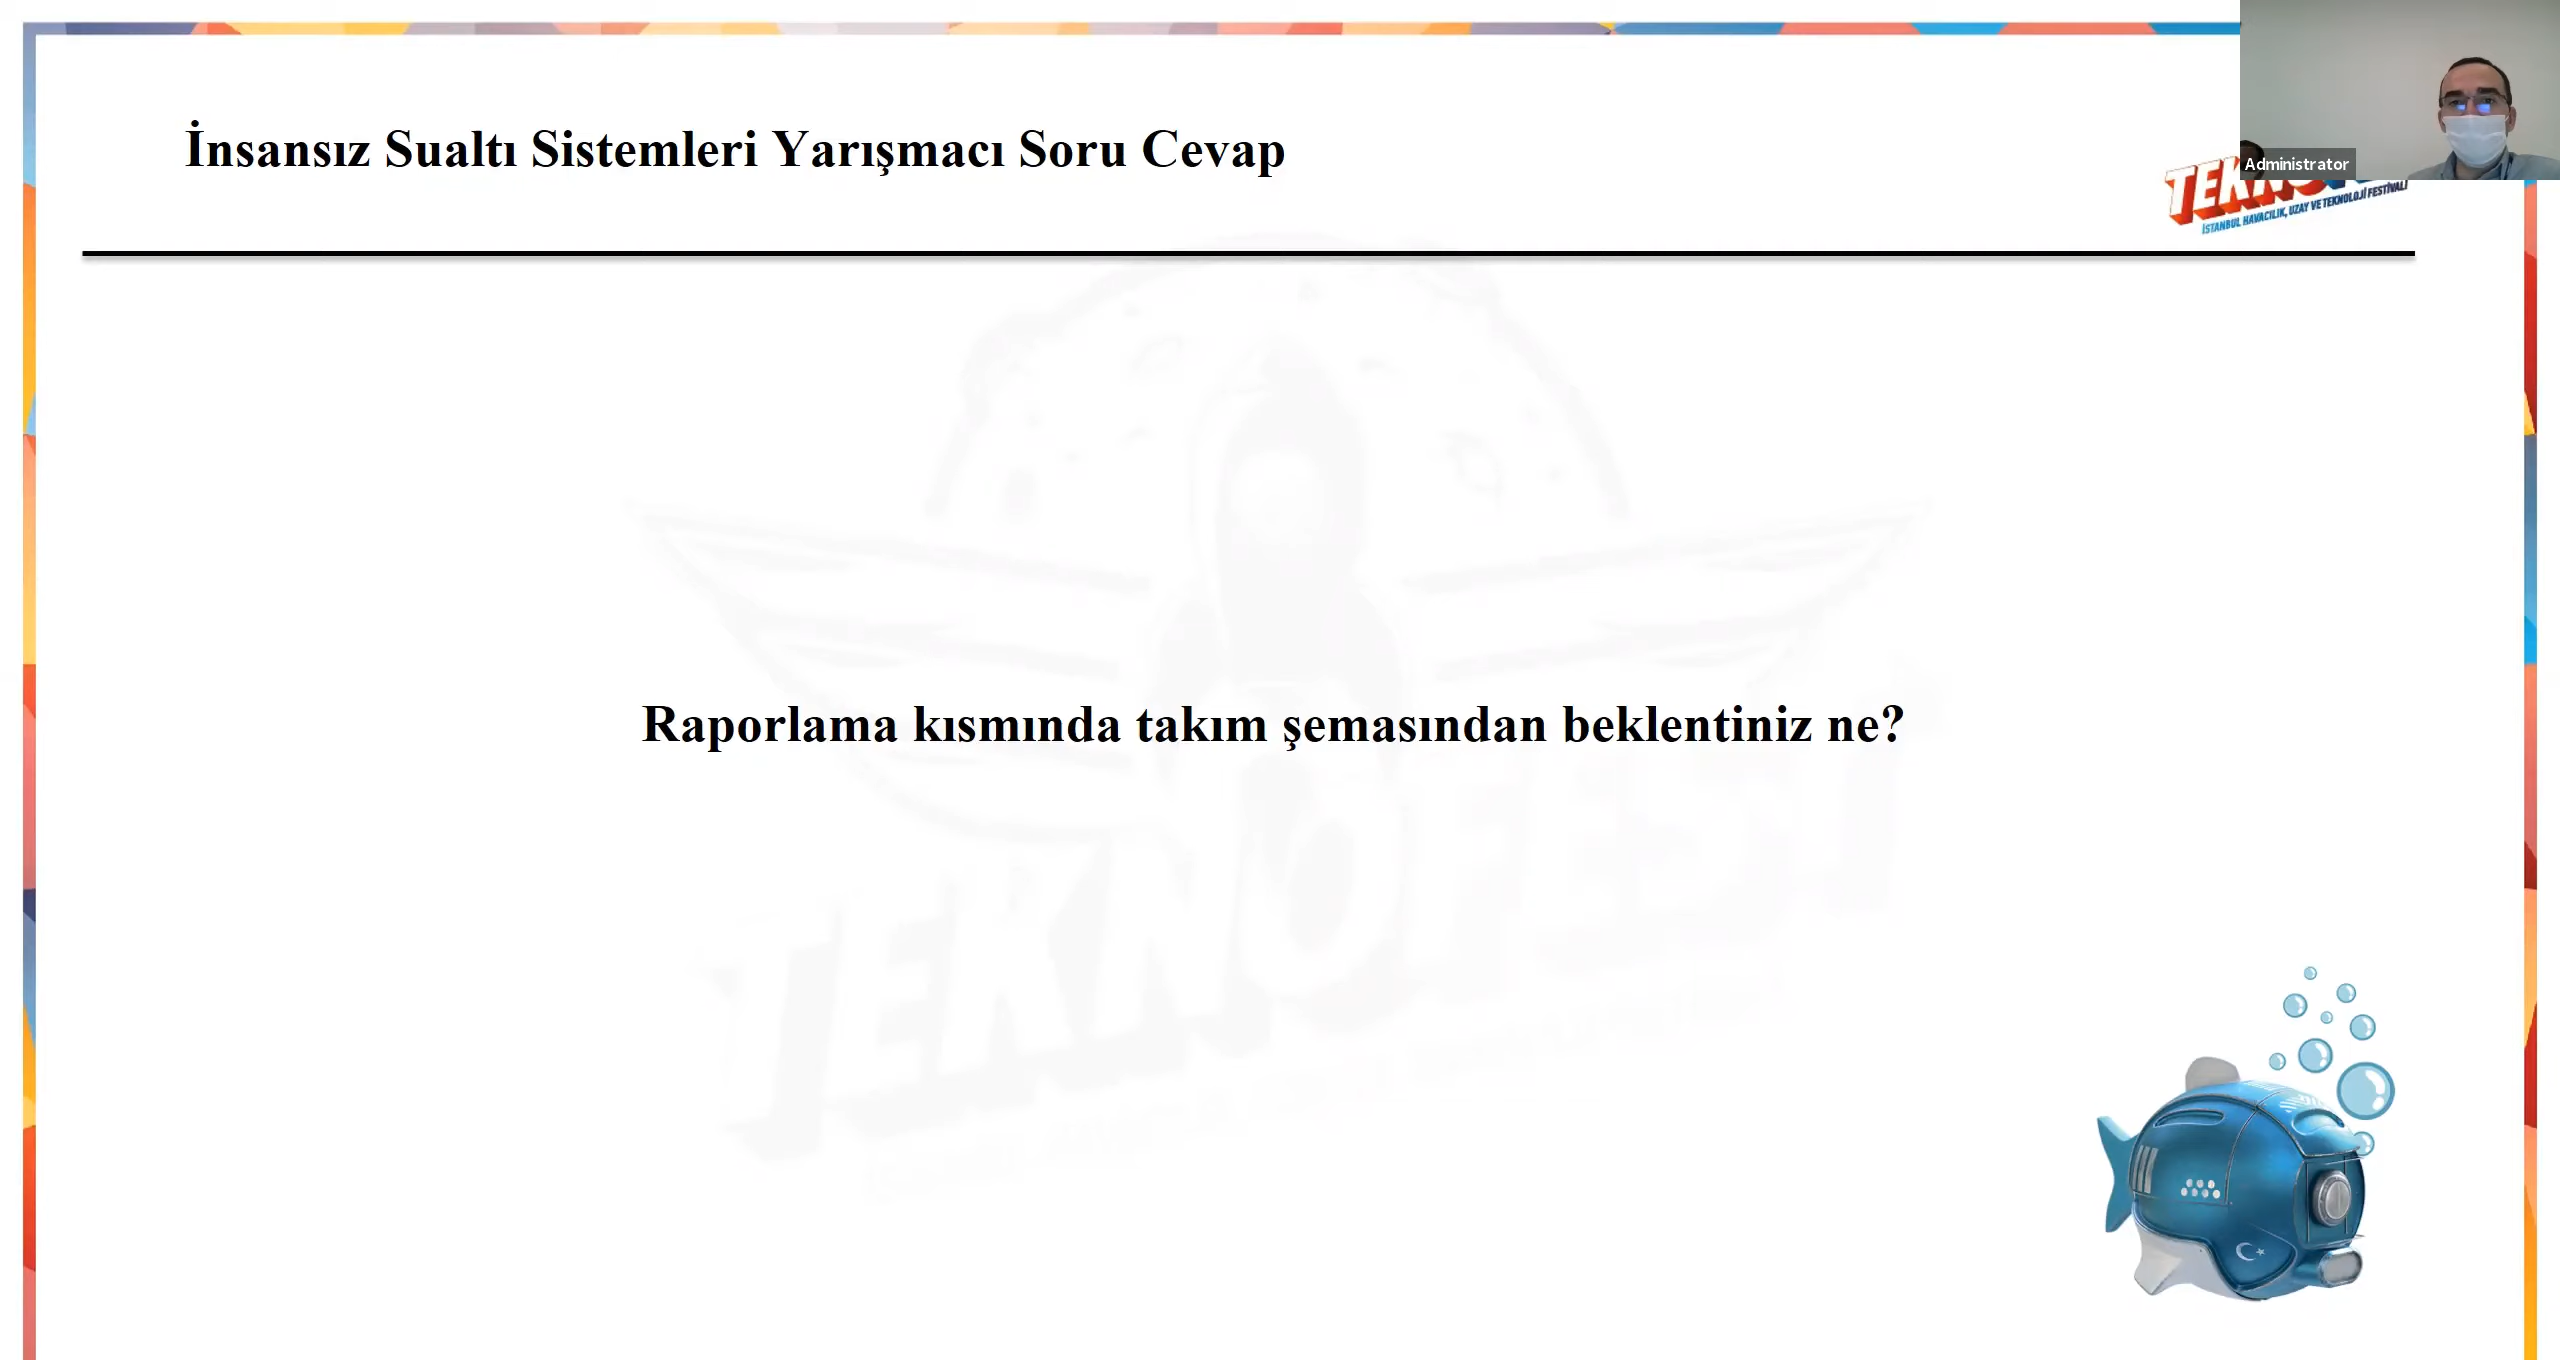 İnsansız Sualtı Sistemleri Yarışmacı Soru Cevap
Administrator
İSTANBUL HAVACILIK, UZAY VE TEKNOLOJİ FESTİVALİ
Raporlama kısmında takım şemasından beklentiniz ne?
TEKNOFEST